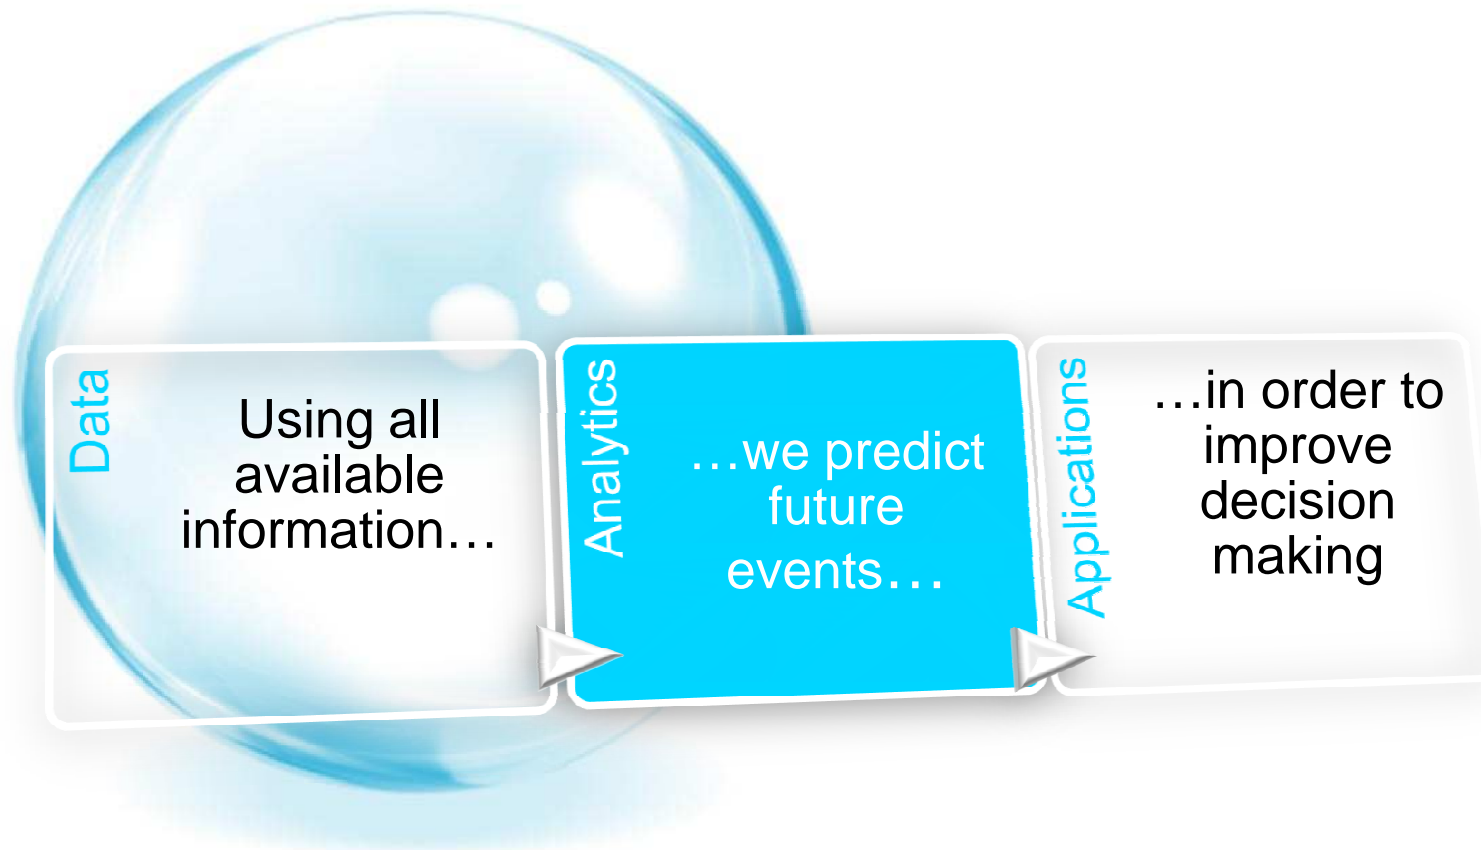 Data
Using all
available
information…
Analytics
…we predict
future
events…
Applications
…in order to
improve
decision
making